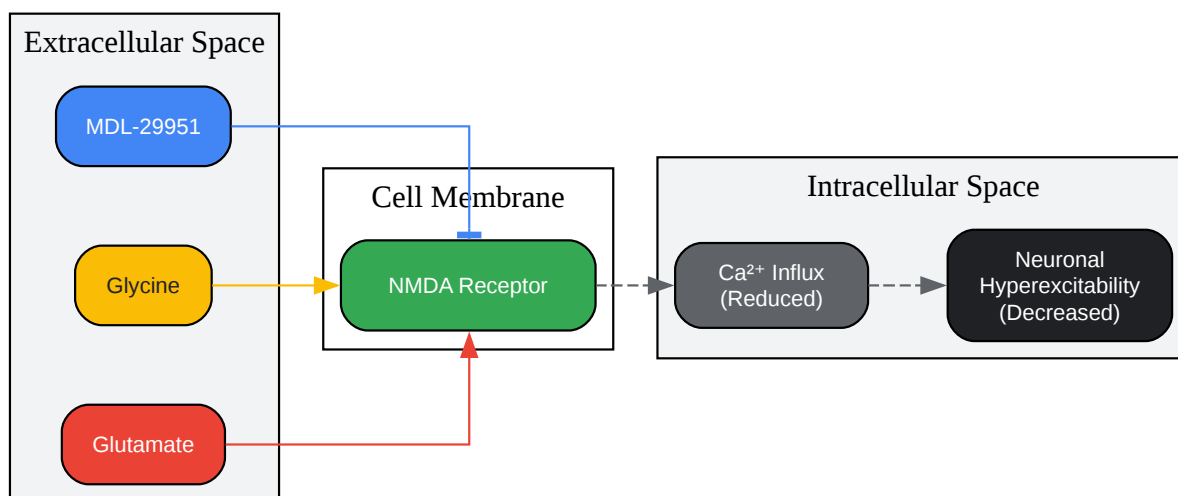 Extracellular Space
MDL-29951
Glycine
Glutamate
Cell Membrane
NMDA Receptor
Intracellular Space
Ca²⁺ Influx
(Reduced)
Neuronal
Hyperexcitability
(Decreased)